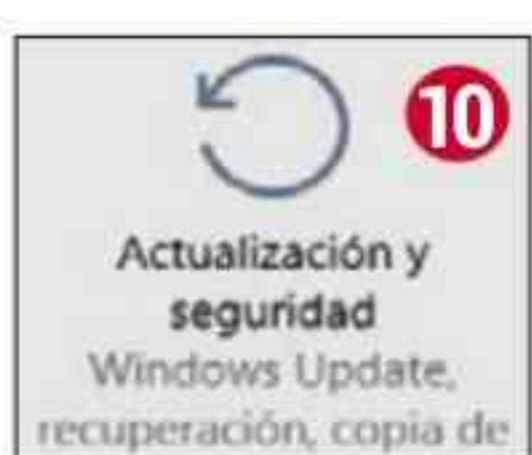 10
Actualización y
seguridad
Windows Update,
recuperación, copia de